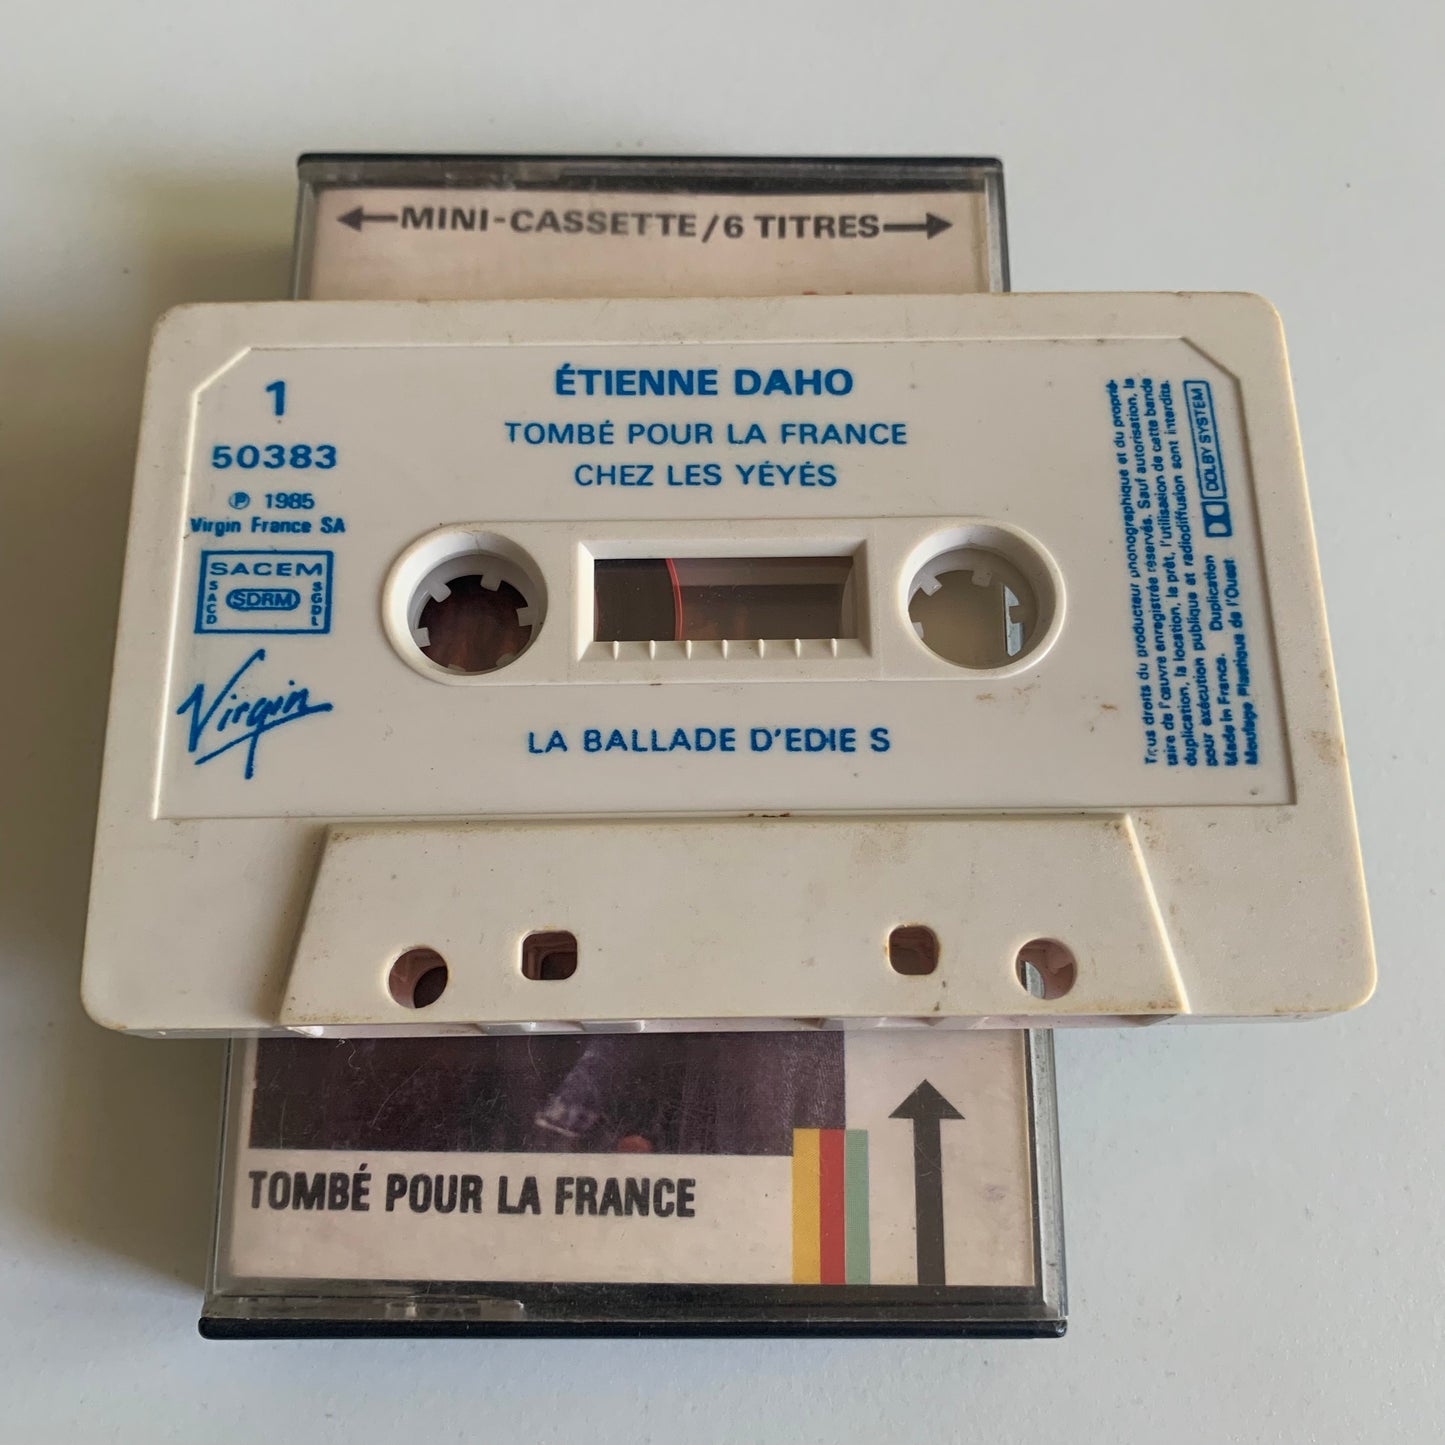 ←MINI-CASSETTE/6 TITRES→
1
50383
℗ 1985
Virgin France SA
SACEM
SACD
SDRM
SGDL
Virgin
ÉTIENNE DAHO
TOMBÉ POUR LA FRANCE
CHEZ LES YÉYÉS
LA BALLADE D'EDIE S
Tous droits du producteur phonographique et du proprié-
taire de l'œuvre enregistrée réservés. Sauf autorisation, la
duplication, la location, le prêt, l'utilisation de cette bande
pour exécution publique et radiodiffusion sont interdits.
Made in France. Duplication
Moulage Plastique de l'Ouest
DOLBY SYSTEM
TOMBÉ POUR LA FRANCE